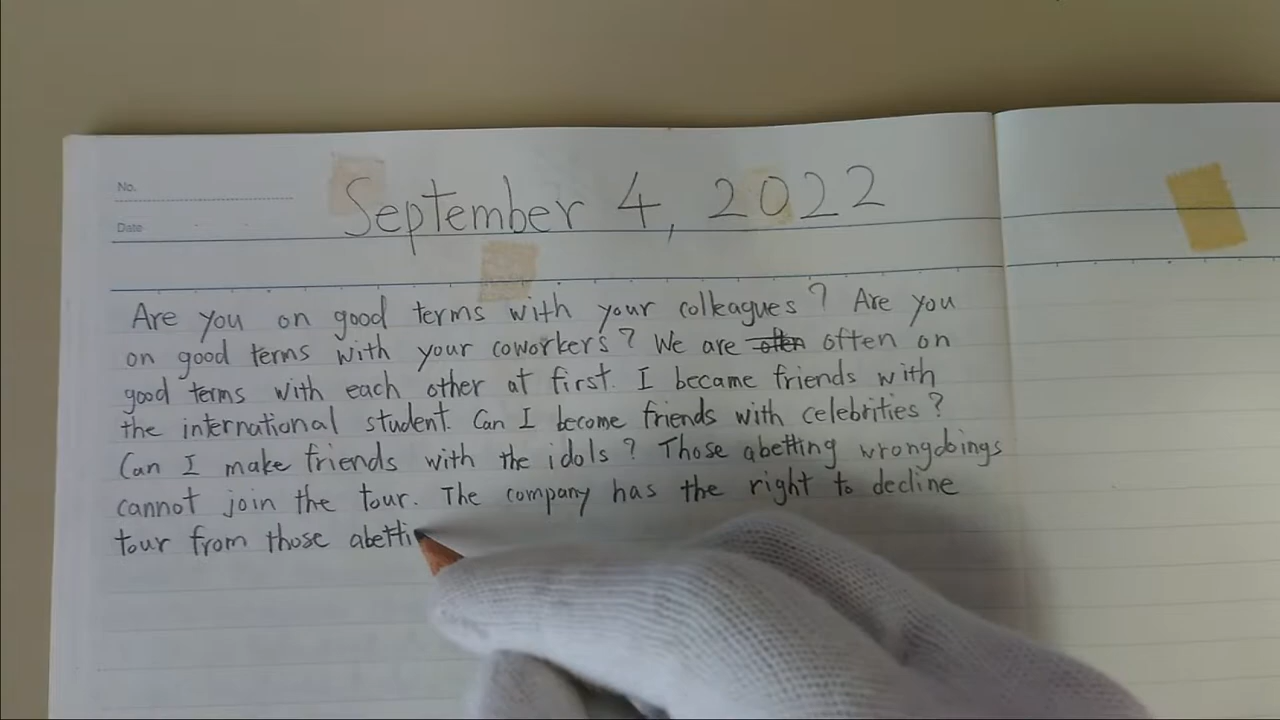 No.
Date
September 4, 2022
Are you on good terms with your colleagues? Are you
on good terms with your coworkers? We are often often on
good terms with each other at first. I became friends with
the international student. Can I become friends with celebrities?
Can I make friends with the idols? Those abetting wrongdoings
cannot join the tour. The company has the right to decline
tour from those abetti